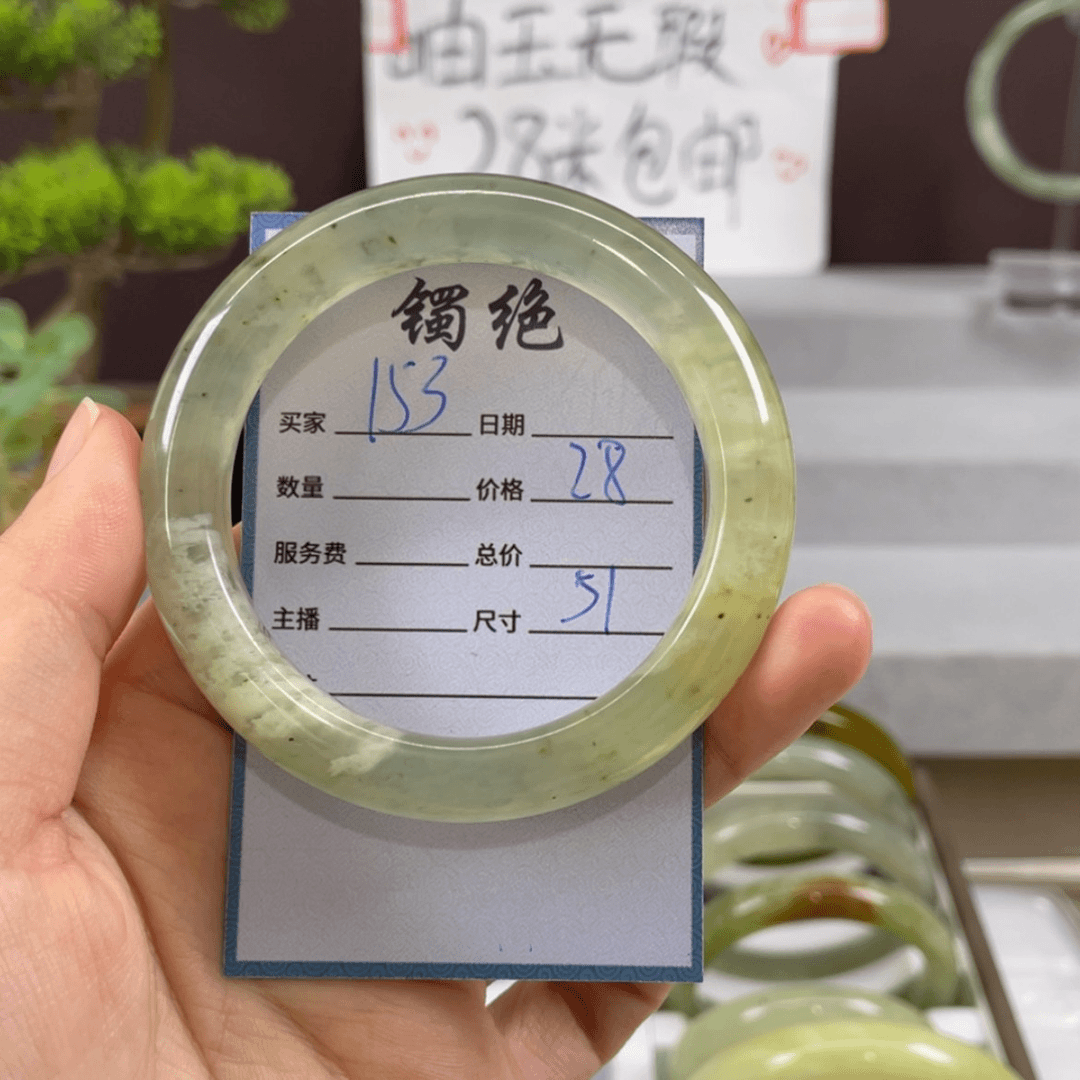 岫玉无瑕
28米包邮
镯绝
买家 153 日期
数量 价格 28
服务费 总价
主播 尺寸 51